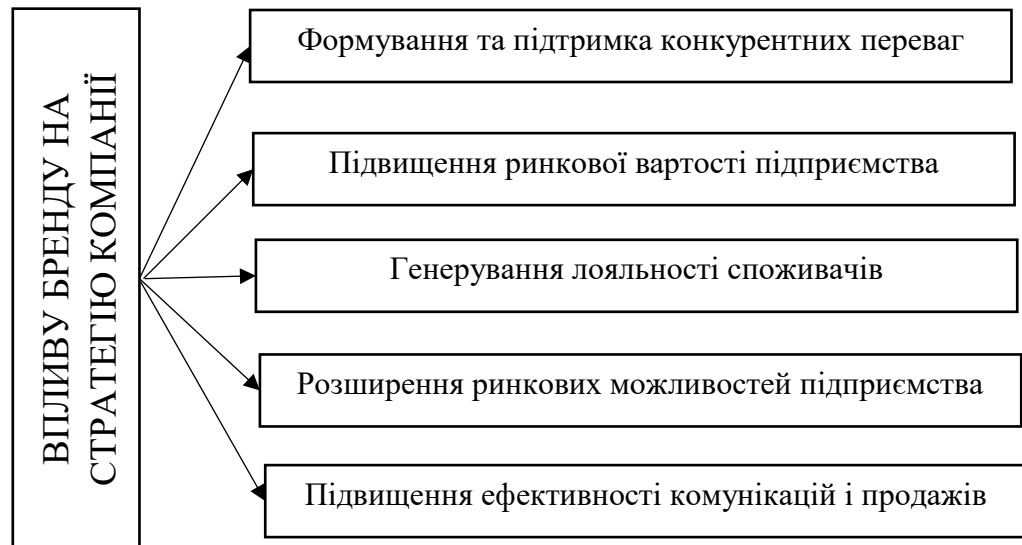 ВПЛИВУ БРЕНДУ НА
СТРАТЕГІЮ КОМПАНІЇ
Формування та підтримка конкурентних переваг
Підвищення ринкової вартості підприємства
Генерування лояльності споживачів
Розширення ринкових можливостей підприємства
Підвищення ефективності комунікацій і продажів